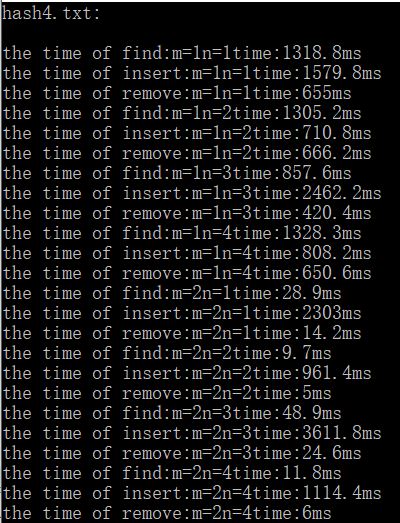 hash4.txt:
the time of find:m=1n=1time:1318.8ms
the time of insert:m=1n=1time:1579.8ms
the time of remove:m=1n=1time:655ms
the time of find:m=1n=2time:1305.2ms
the time of insert:m=1n=2time:710.8ms
the time of remove:m=1n=2time:666.2ms
the time of find:m=1n=3time:857.6ms
the time of insert:m=1n=3time:2462.2ms
the time of remove:m=1n=3time:420.4ms
the time of find:m=1n=4time:1328.3ms
the time of insert:m=1n=4time:808.2ms
the time of remove:m=1n=4time:650.6ms
the time of find:m=2n=1time:28.9ms
the time of insert:m=2n=1time:2303ms
the time of remove:m=2n=1time:14.2ms
the time of find:m=2n=2time:9.7ms
the time of insert:m=2n=2time:961.4ms
the time of remove:m=2n=2time:5ms
the time of find:m=2n=3time:48.9ms
the time of insert:m=2n=3time:3611.8ms
the time of remove:m=2n=3time:24.6ms
the time of find:m=2n=4time:11.8ms
the time of insert:m=2n=4time:1114.4ms
the time of remove:m=2n=4time:6ms